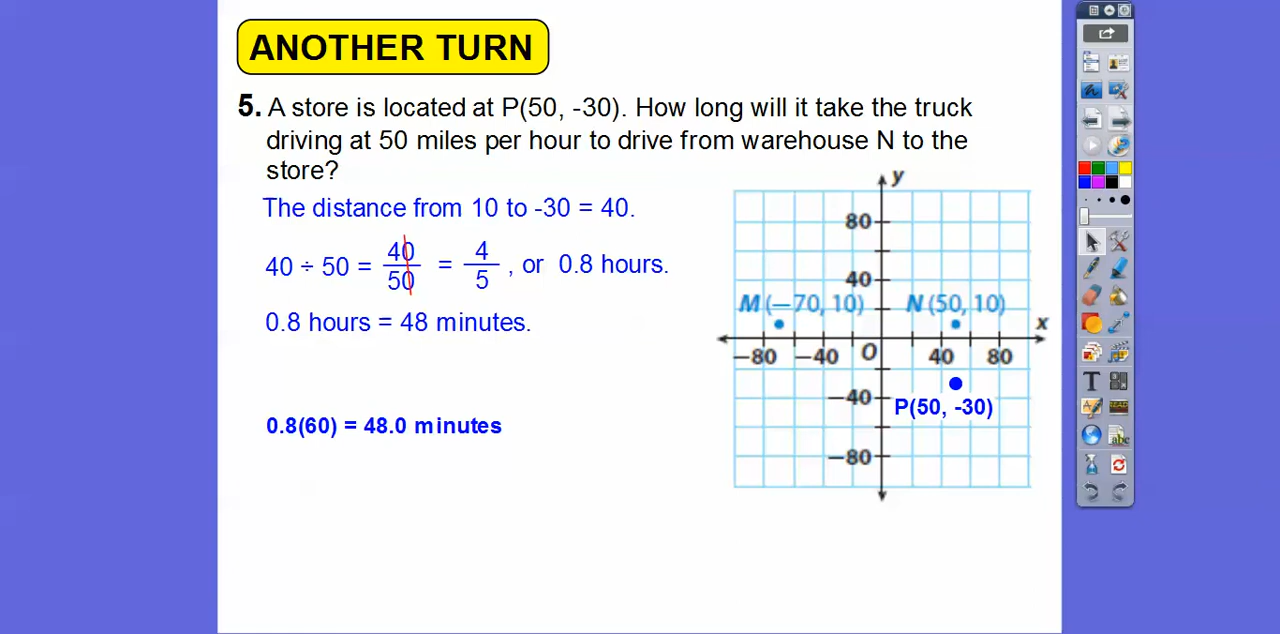 ANOTHER TURN
5. A store is located at P(50, -30). How long will it take the truck
driving at 50 miles per hour to drive from warehouse N to the
store?
The distance from 10 to -30 = 40.
40 ÷ 50 = 40/50 = 4/5 , or 0.8 hours.
0.8 hours = 48 minutes.
0.8(60) = 48.0 minutes
y
80
40
M (−70, 10) N (50, 10)
x
−80 −40 O 40 80
−40
P(50, -30)
−80
T
abc